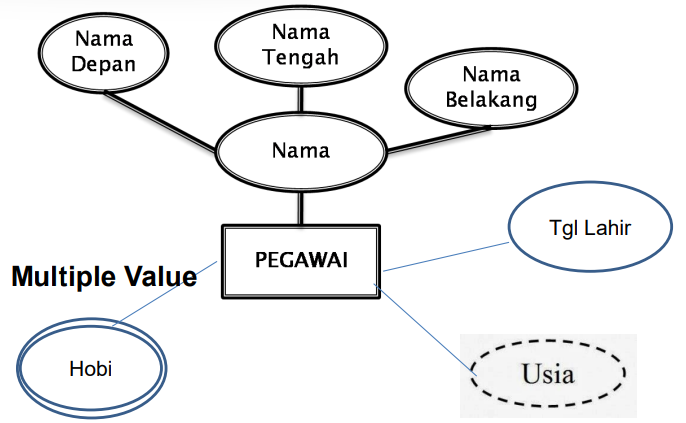 Nama
Depan
Nama
Tengah
Nama
Belakang
Nama
Tgl Lahir
PEGAWAI
Multiple Value
Hobi
Usia